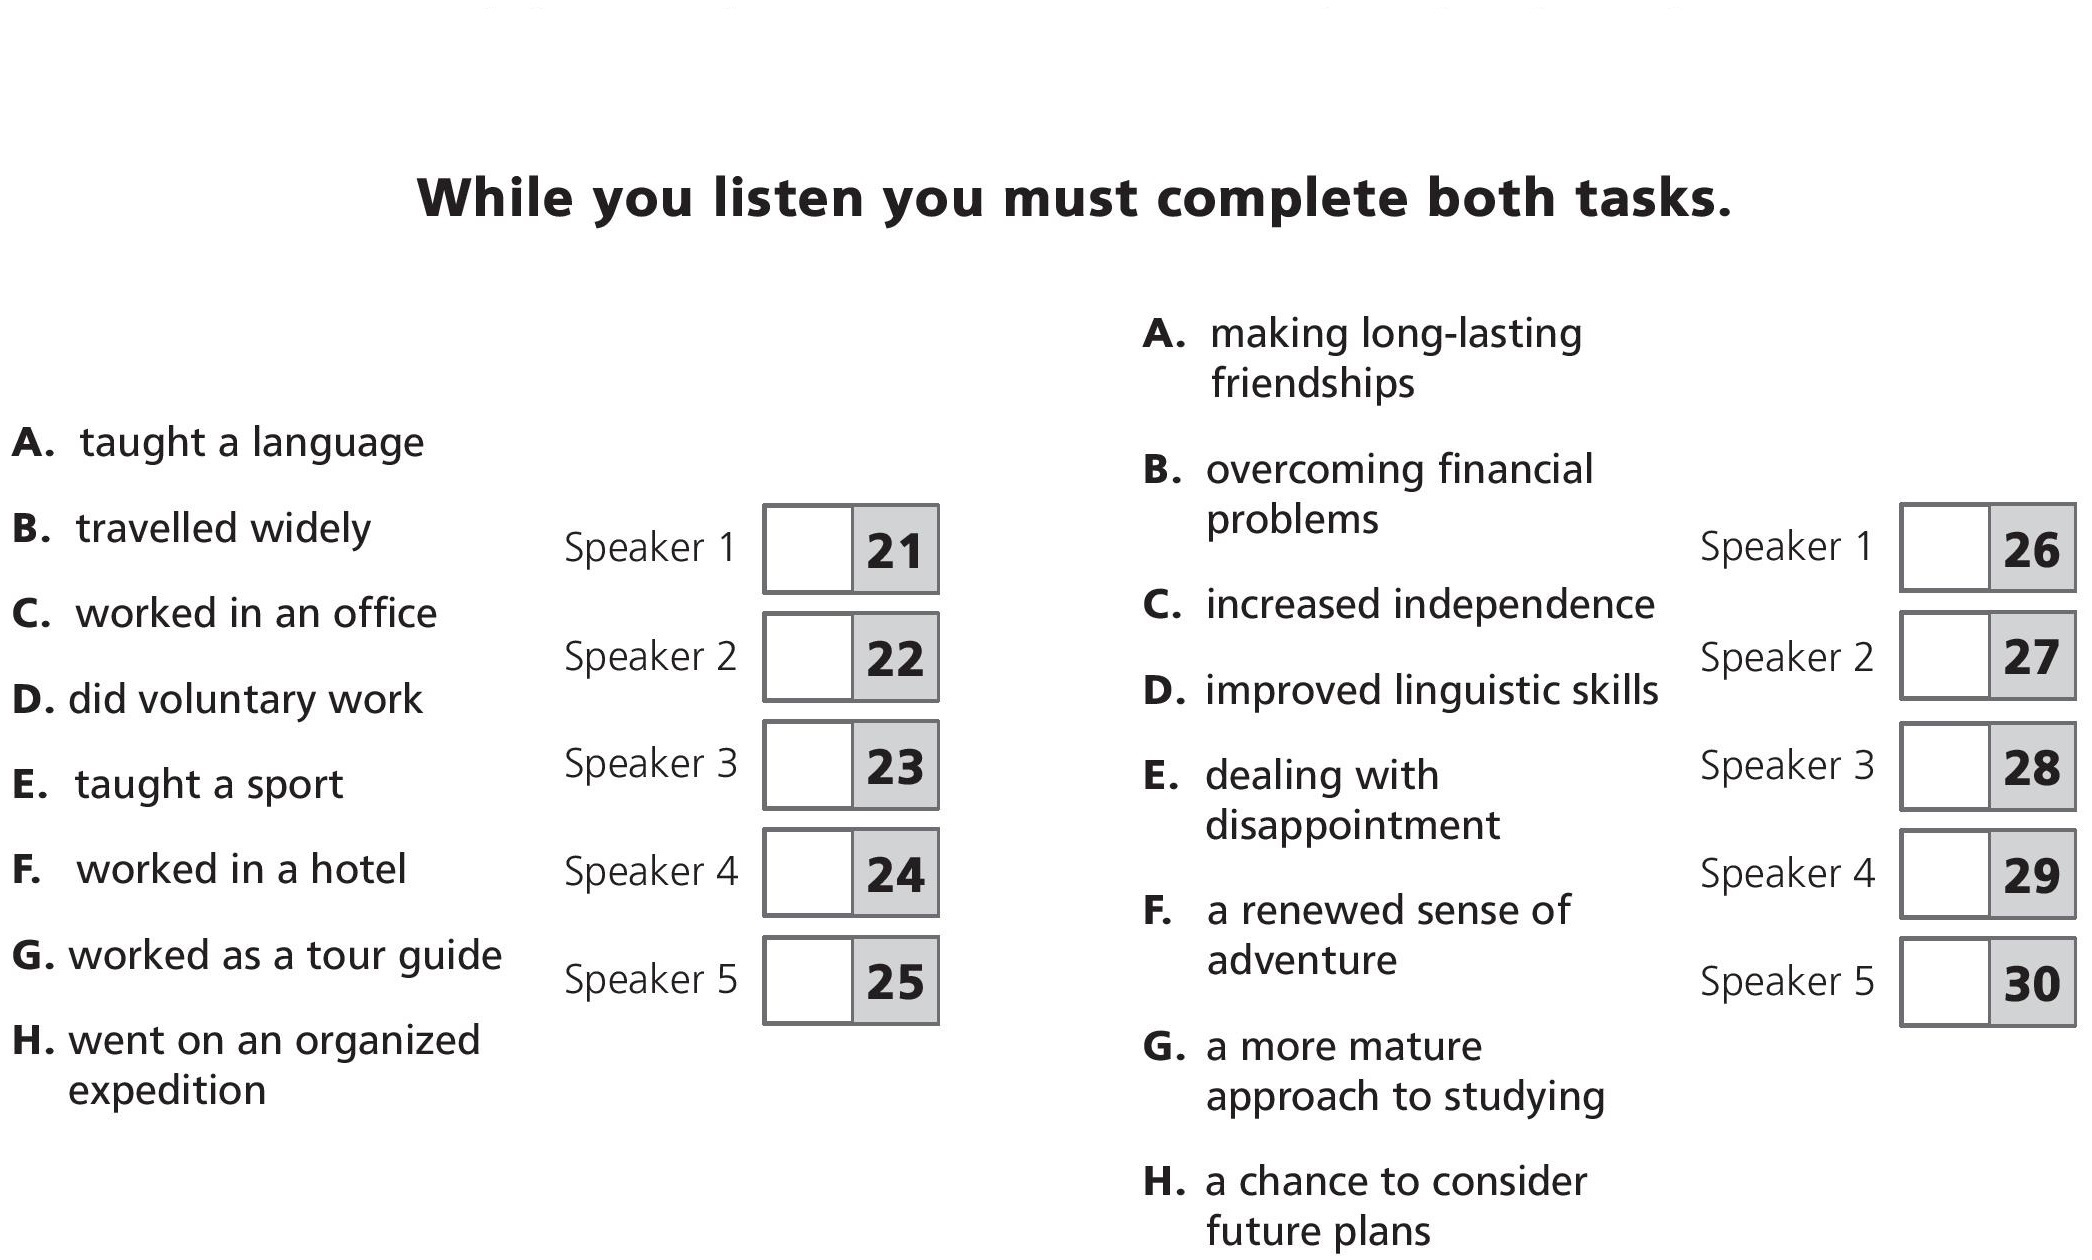 While you listen you must complete both tasks.
A. taught a language
B. travelled widely
C. worked in an office
D. did voluntary work
E. taught a sport
F. worked in a hotel
G. worked as a tour guide
H. went on an organized
expedition
Speaker 1 21
Speaker 2 22
Speaker 3 23
Speaker 4 24
Speaker 5 25
A. making long-lasting
friendships
B. overcoming financial
problems
C. increased independence
D. improved linguistic skills
E. dealing with
disappointment
F. a renewed sense of
adventure
G. a more mature
approach to studying
H. a chance to consider
future plans
Speaker 1 26
Speaker 2 27
Speaker 3 28
Speaker 4 29
Speaker 5 30